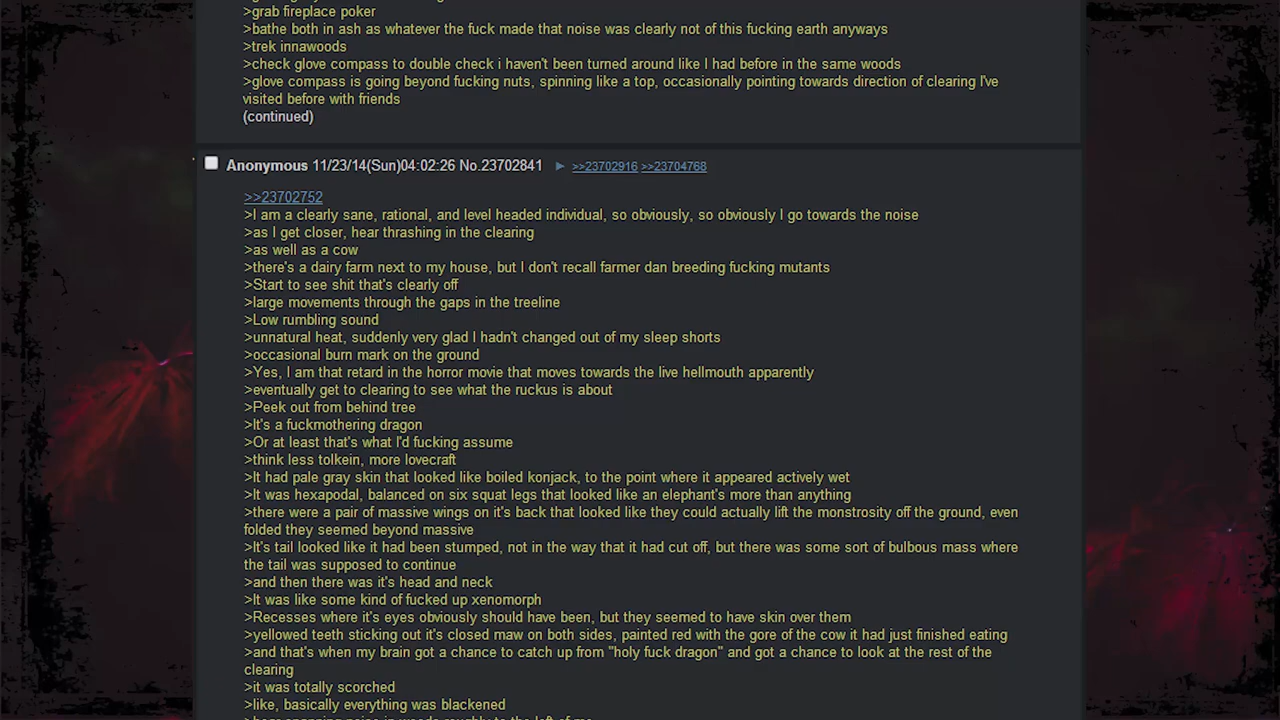 >grab fireplace poker
>bathe both in ash as whatever the fuck made that noise was clearly not of this fucking earth anyways
>trek innawoods
>check glove compass to double check i haven't been turned around like I had before in the same woods
>glove compass is going beyond fucking nuts, spinning like a top, occasionally pointing towards direction of clearing I've
visited before with friends
(continued)
Anonymous 11/23/14(Sun)04:02:26 No.23702841 ▶ >>23702916 >>23704768
>>23702752
>I am a clearly sane, rational, and level headed individual, so obviously, so obviously I go towards the noise
>as I get closer, hear thrashing in the clearing
>as well as a cow
>there's a dairy farm next to my house, but I don't recall farmer dan breeding fucking mutants
>Start to see shit that's clearly off
>large movements through the gaps in the treeline
>Low rumbling sound
>unnatural heat, suddenly very glad I hadn't changed out of my sleep shorts
>occasional burn mark on the ground
>Yes, I am that retard in the horror movie that moves towards the live hellmouth apparently
>eventually get to clearing to see what the ruckus is about
>Peek out from behind tree
>It's a fuckmothering dragon
>Or at least that's what I'd fucking assume
>think less tolkein, more lovecraft
>It had pale gray skin that looked like boiled konjack, to the point where it appeared actively wet
>It was hexapodal, balanced on six squat legs that looked like an elephant's more than anything
>there were a pair of massive wings on it's back that looked like they could actually lift the monstrosity off the ground, even
folded they seemed beyond massive
>It's tail looked like it had been stumped, not in the way that it had cut off, but there was some sort of bulbous mass where
the tail was supposed to continue
>and then there was it's head and neck
>It was like some kind of fucked up xenomorph
>Recesses where it's eyes obviously should have been, but they seemed to have skin over them
>yellowed teeth sticking out it's closed maw on both sides, painted red with the gore of the cow it had just finished eating
>and that's when my brain got a chance to catch up from "holy fuck dragon" and got a chance to look at the rest of the
clearing
>it was totally scorched
>like, basically everything was blackened